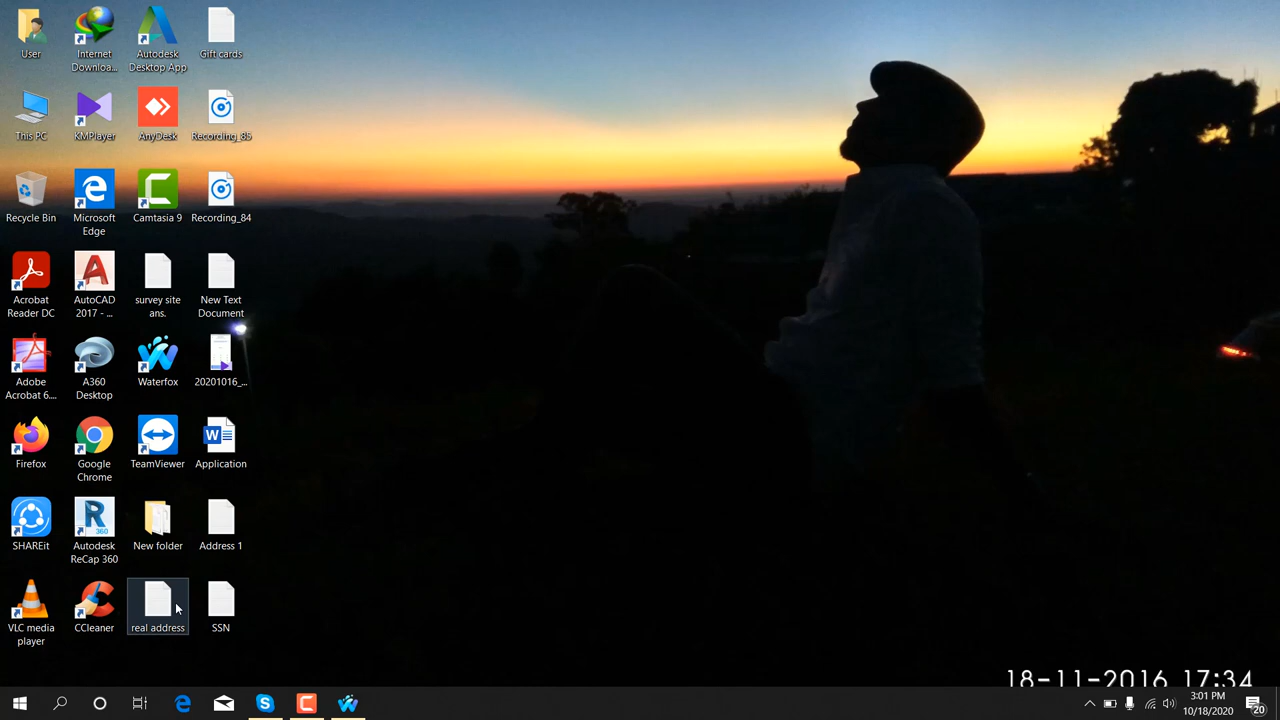 User
Internet
Downloa...
Autodesk
Desktop App
Gift cards
This PC
KMPlayer
AnyDesk
Recording_85
Recycle Bin
Microsoft
Edge
Camtasia 9
Recording_84
Acrobat
Reader DC
AutoCAD
2017 - ...
survey site
ans.
New Text
Document
Adobe
Acrobat 6....
A360
Desktop
Waterfox
20201016_...
Firefox
Google
Chrome
TeamViewer
Application
SHAREit
Autodesk
ReCap 360
New folder
Address 1
VLC media
player
CCleaner
real address
SSN
18-11-2016 17:34
3:01 PM
10/18/2020
20